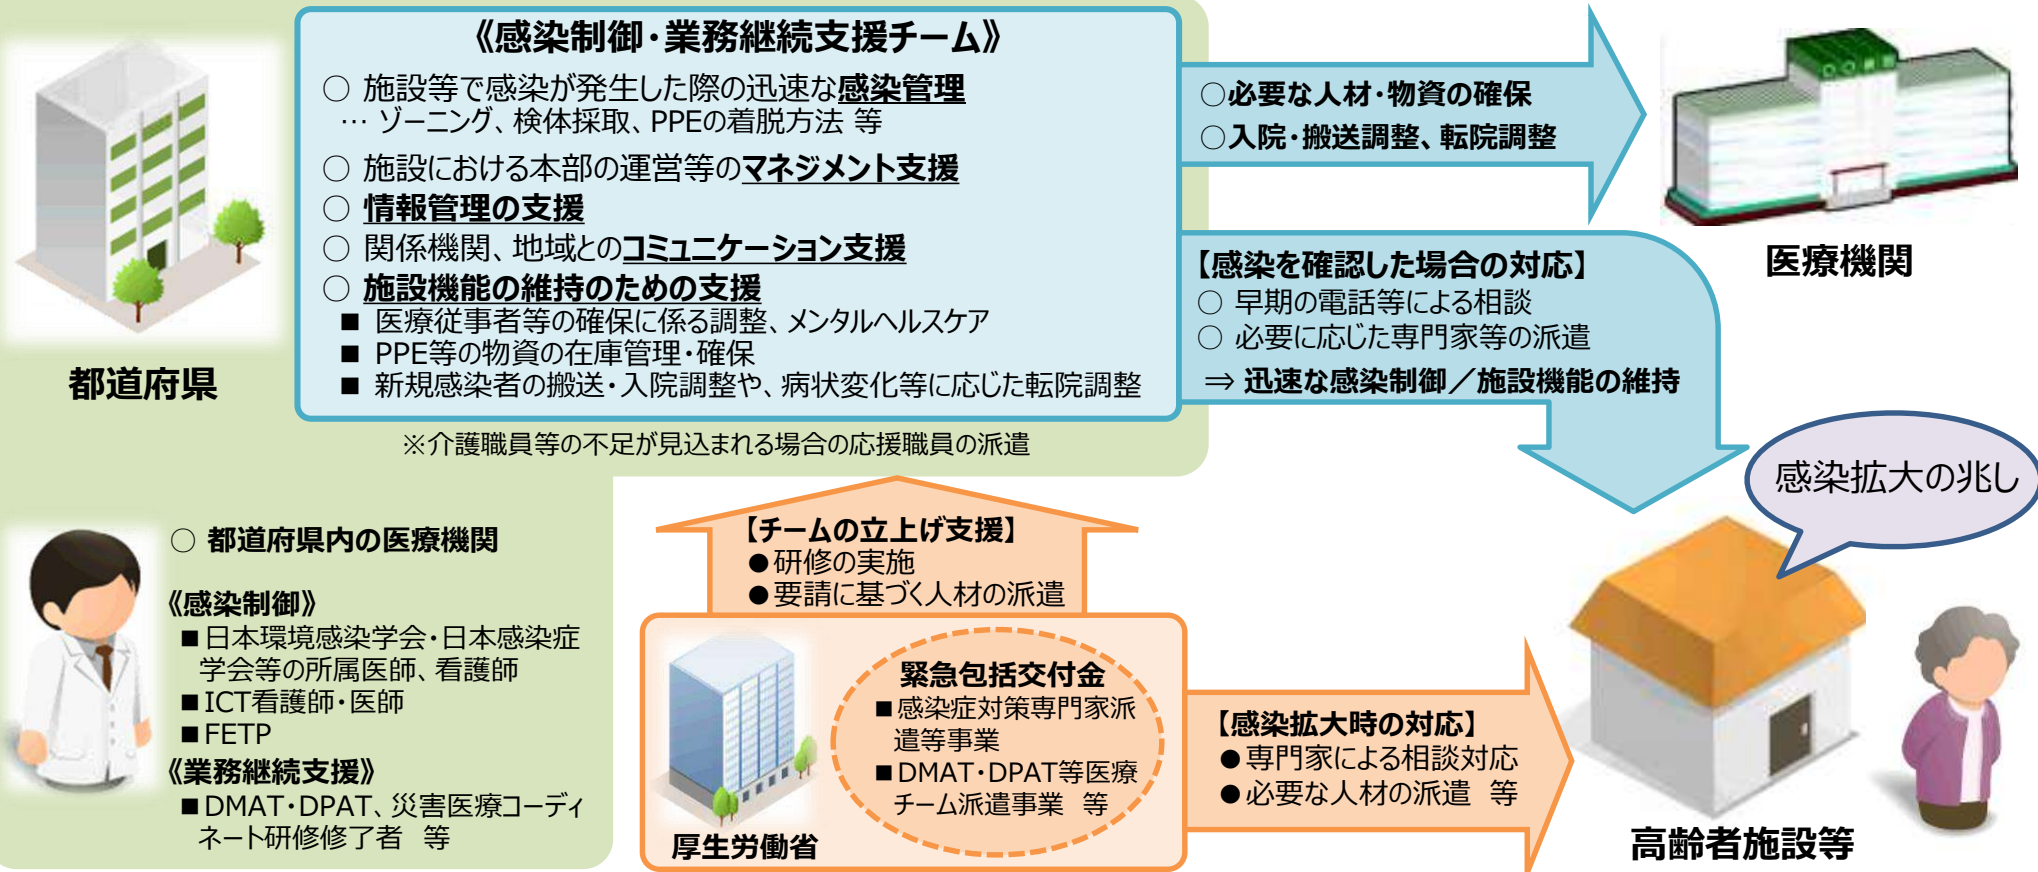 《感染制御・業務継続支援チーム》
○ 施設等で感染が発生した際の迅速な感染管理
… ゾーニング、検体採取、PPEの着脱方法 等
○ 施設における本部の運営等のマネジメント支援
○ 情報管理の支援
○ 関係機関、地域とのコミュニケーション支援
○ 施設機能の維持のための支援
■ 医療従事者等の確保に係る調整、メンタルヘルスケア
■ PPE等の物資の在庫管理・確保
■ 新規感染者の搬送・入院調整や、病状変化等に応じた転院調整
※介護職員等の不足が見込まれる場合の応援職員の派遣
都道府県
○必要な人材・物資の確保
○入院・搬送調整、転院調整
医療機関
【感染を確認した場合の対応】
○ 早期の電話等による相談
○ 必要に応じた専門家等の派遣
⇒ 迅速な感染制御／施設機能の維持
感染拡大の兆し
○ 都道府県内の医療機関
《感染制御》
■日本環境感染学会・日本感染症
学会等の所属医師、看護師
■ICT看護師・医師
■FETP
《業務継続支援》
■DMAT・DPAT、災害医療コーディ
ネート研修修了者 等
【チームの立上げ支援】
●研修の実施
●要請に基づく人材の派遣
緊急包括交付金
■感染症対策専門家派
遣等事業
■DMAT・DPAT等医療
チーム派遣事業 等
厚生労働省
【感染拡大時の対応】
●専門家による相談対応
●必要な人材の派遣 等
高齢者施設等